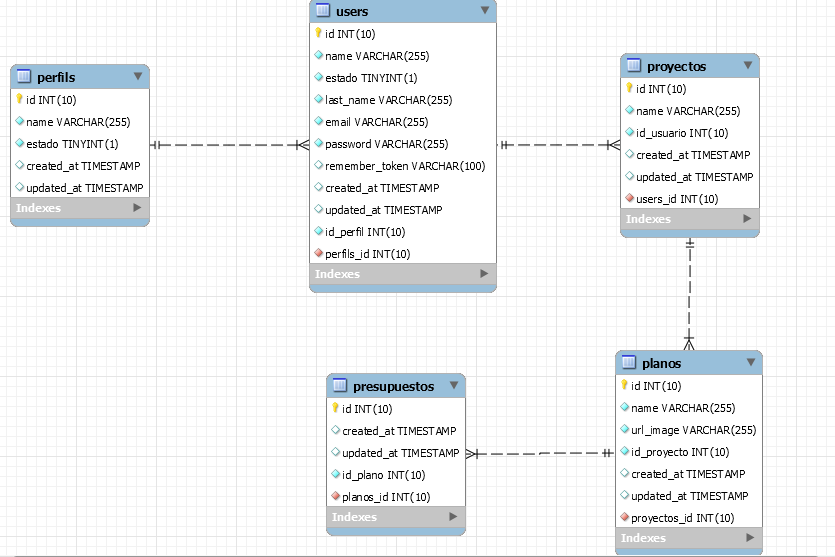 perfils
id INT(10)
name VARCHAR(255)
estado TINYINT(1)
created_at TIMESTAMP
updated_at TIMESTAMP
Indexes
users
id INT(10)
name VARCHAR(255)
estado TINYINT(1)
last_name VARCHAR(255)
email VARCHAR(255)
password VARCHAR(255)
remember_token VARCHAR(100)
created_at TIMESTAMP
updated_at TIMESTAMP
id_perfil INT(10)
perfils_id INT(10)
Indexes
proyectos
id INT(10)
name VARCHAR(255)
id_usuario INT(10)
created_at TIMESTAMP
updated_at TIMESTAMP
users_id INT(10)
Indexes
presupuestos
id INT(10)
created_at TIMESTAMP
updated_at TIMESTAMP
id_plano INT(10)
planos_id INT(10)
Indexes
planos
id INT(10)
name VARCHAR(255)
url_image VARCHAR(255)
id_proyecto INT(10)
created_at TIMESTAMP
updated_at TIMESTAMP
proyectos_id INT(10)
Indexes